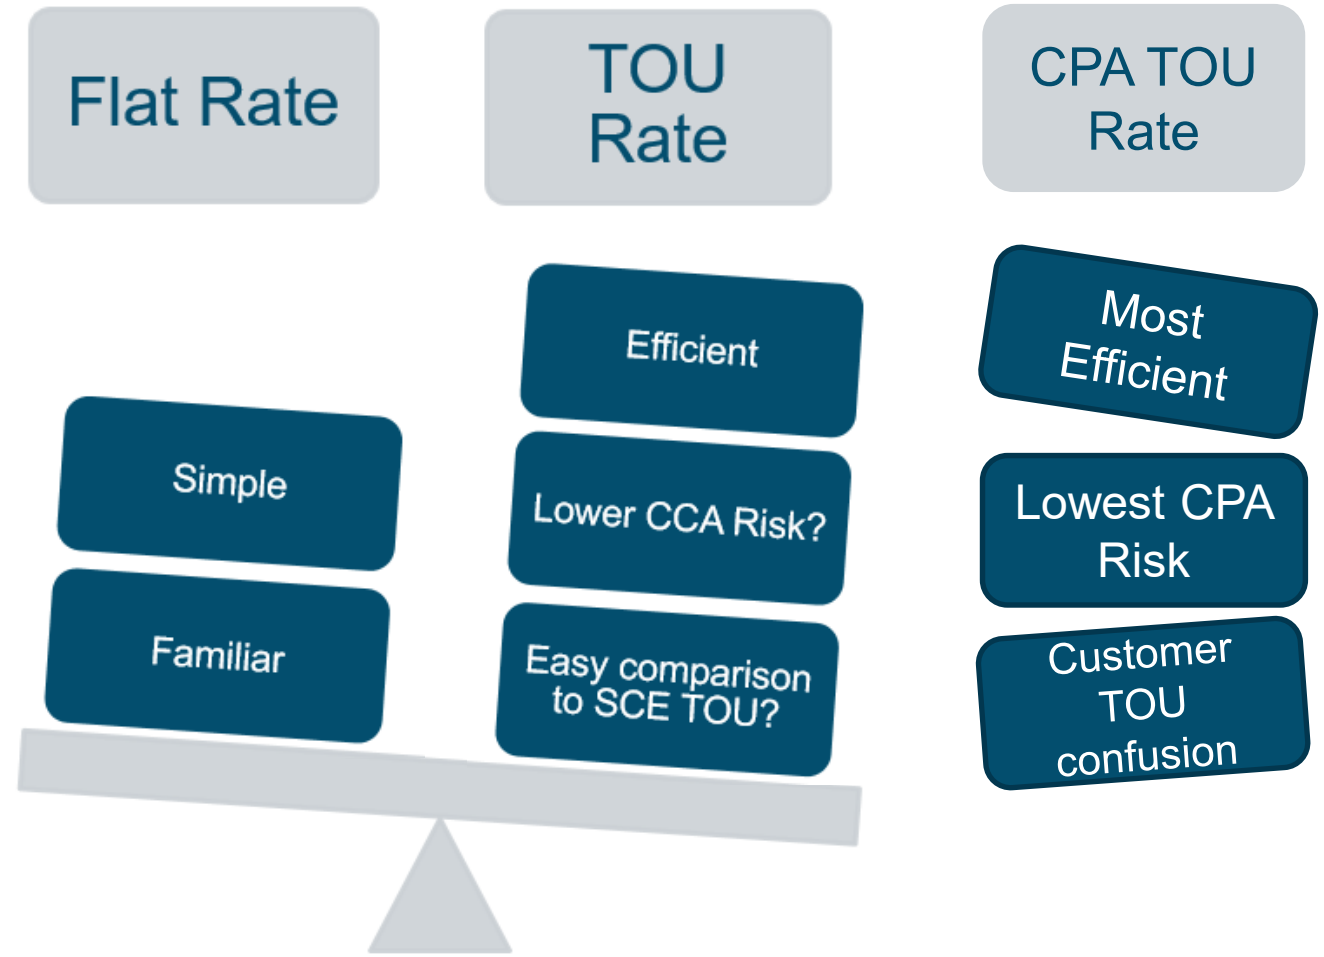 Flat Rate
TOU
Rate
CPA TOU
Rate
Simple
Familiar
Efficient
Lower CCA Risk?
Easy comparison
to SCE TOU?
Most
Efficient
Lowest CPA
Risk
Customer
TOU
confusion